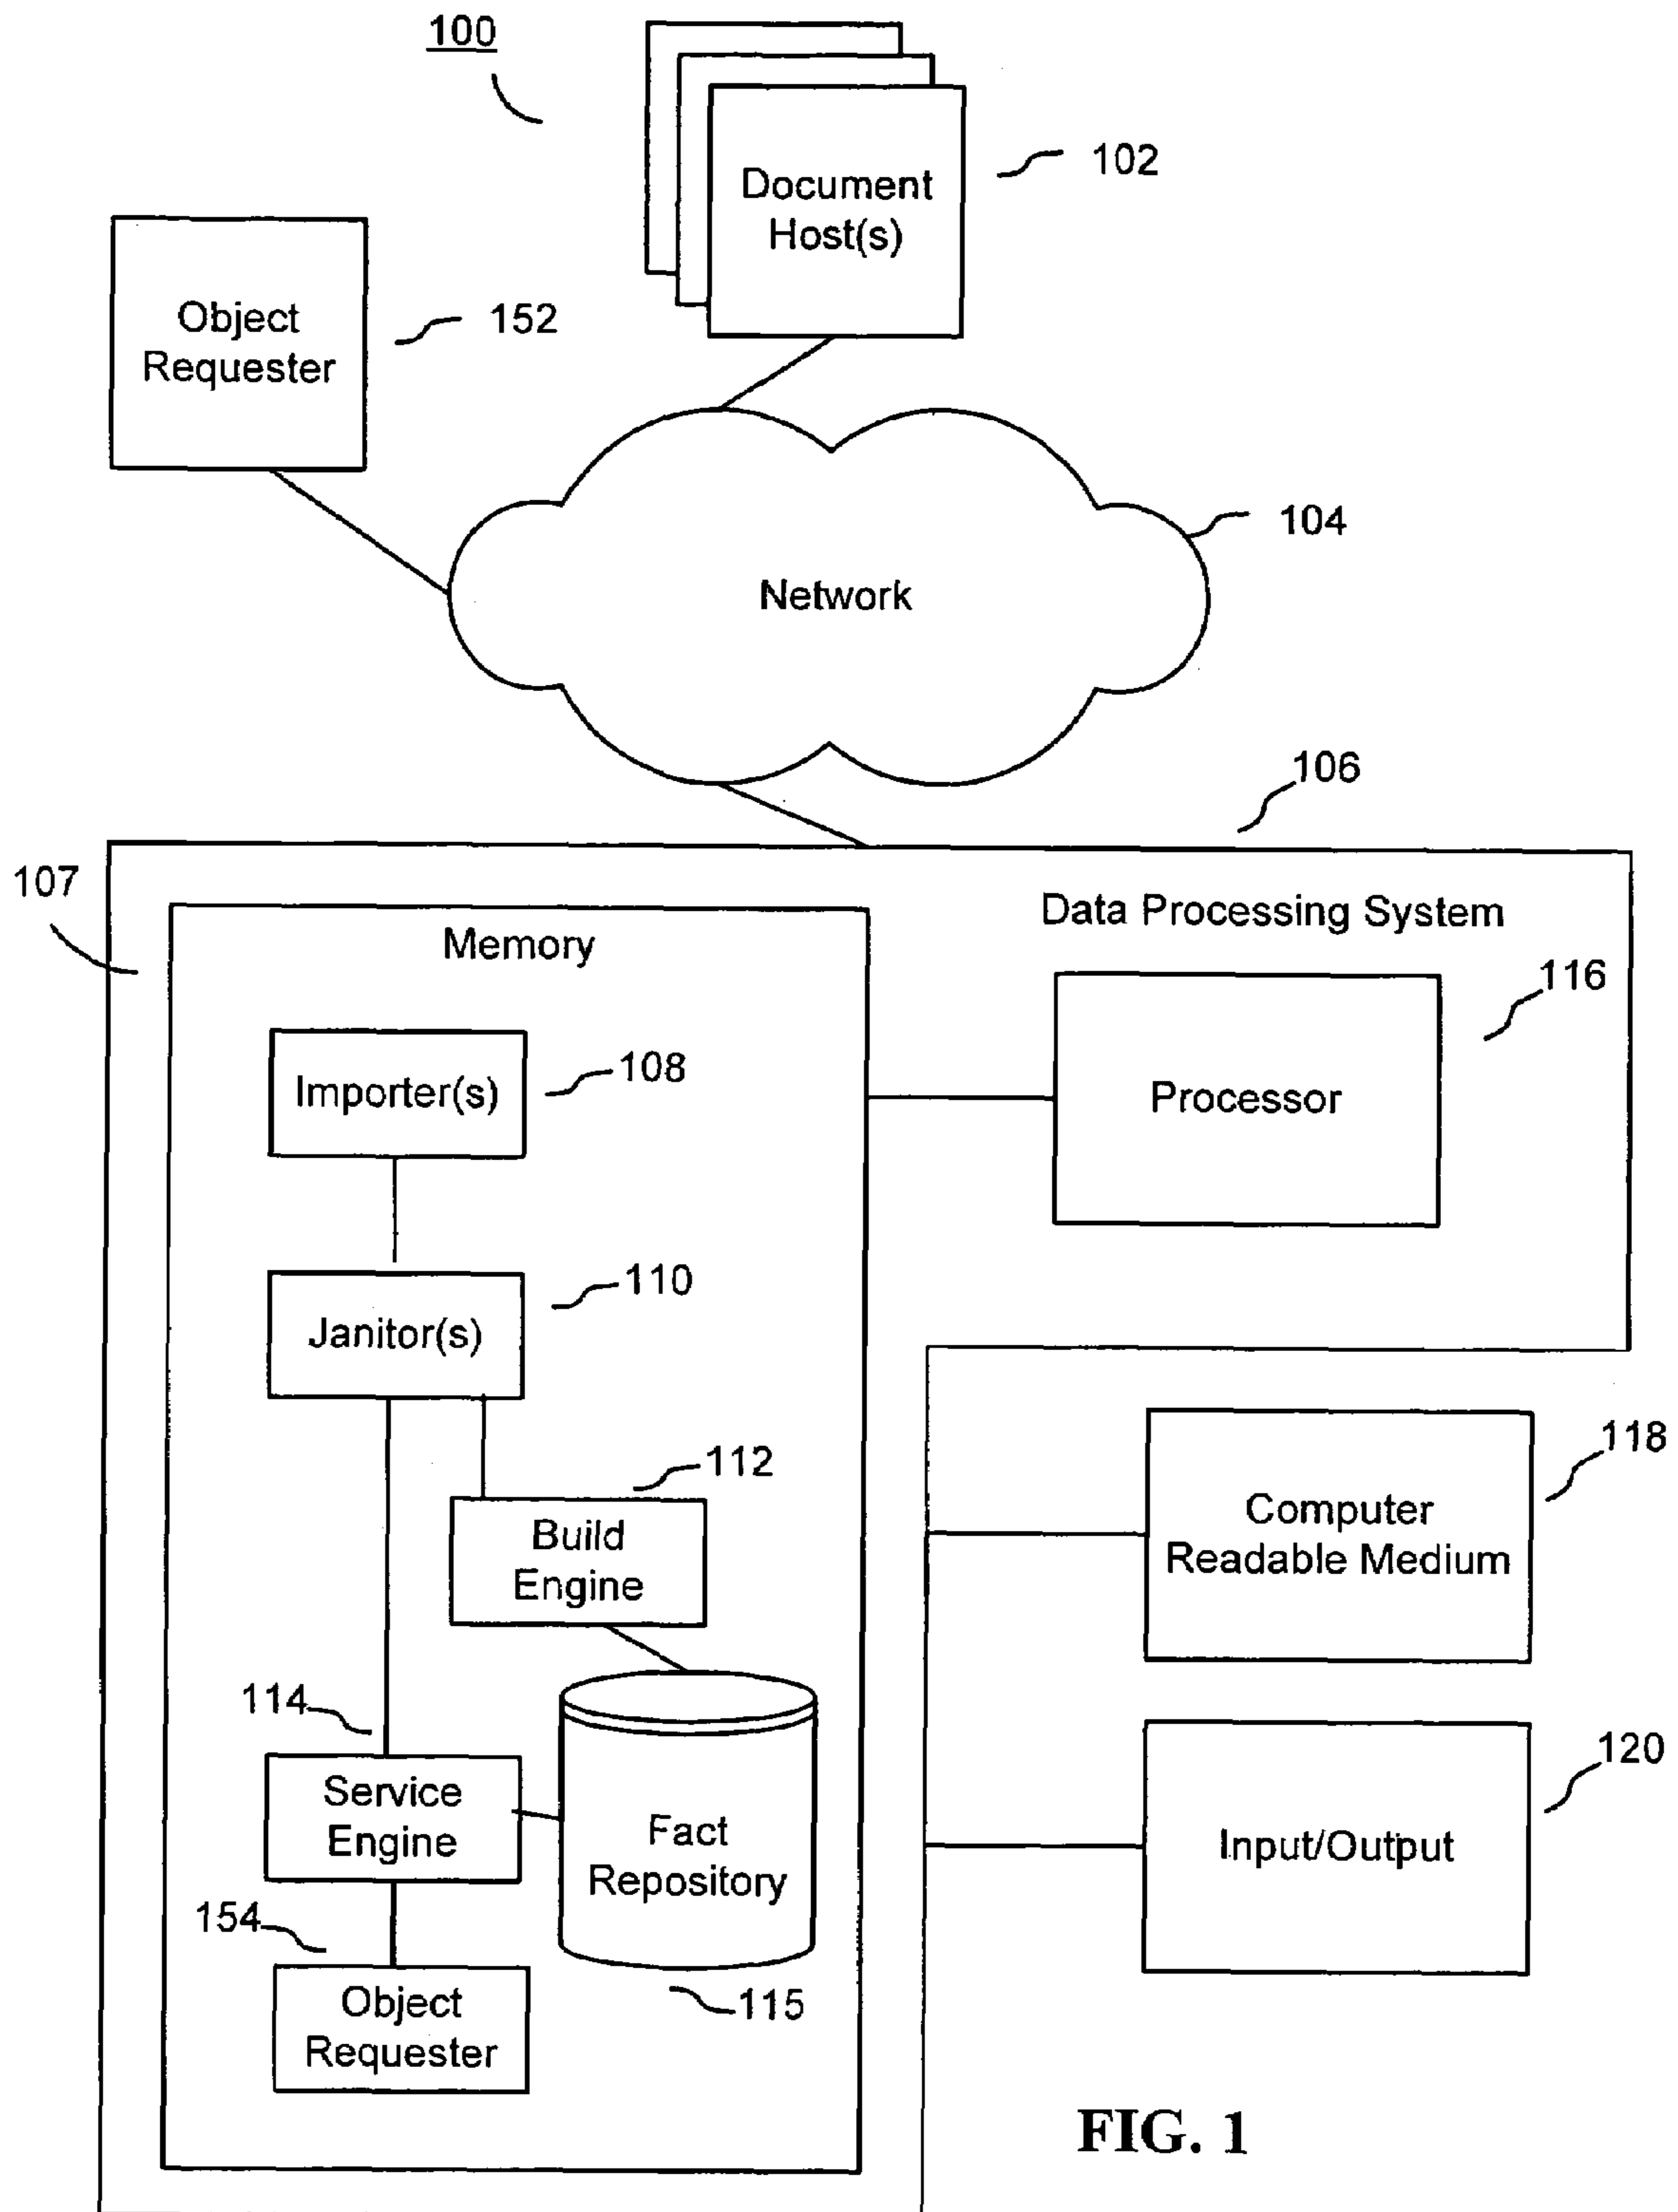 100
Document
Host(s)
102
Object
Requester
152
104
Network
106
107
Data Processing System
Memory
116
Importer(s)
108
Processor
110
Janitor(s)
112
118
Build
Engine
Computer
Readable Medium
114
Service
Engine
120
Fact
Repository
Input/Output
154
Object
Requester
115
FIG. 1